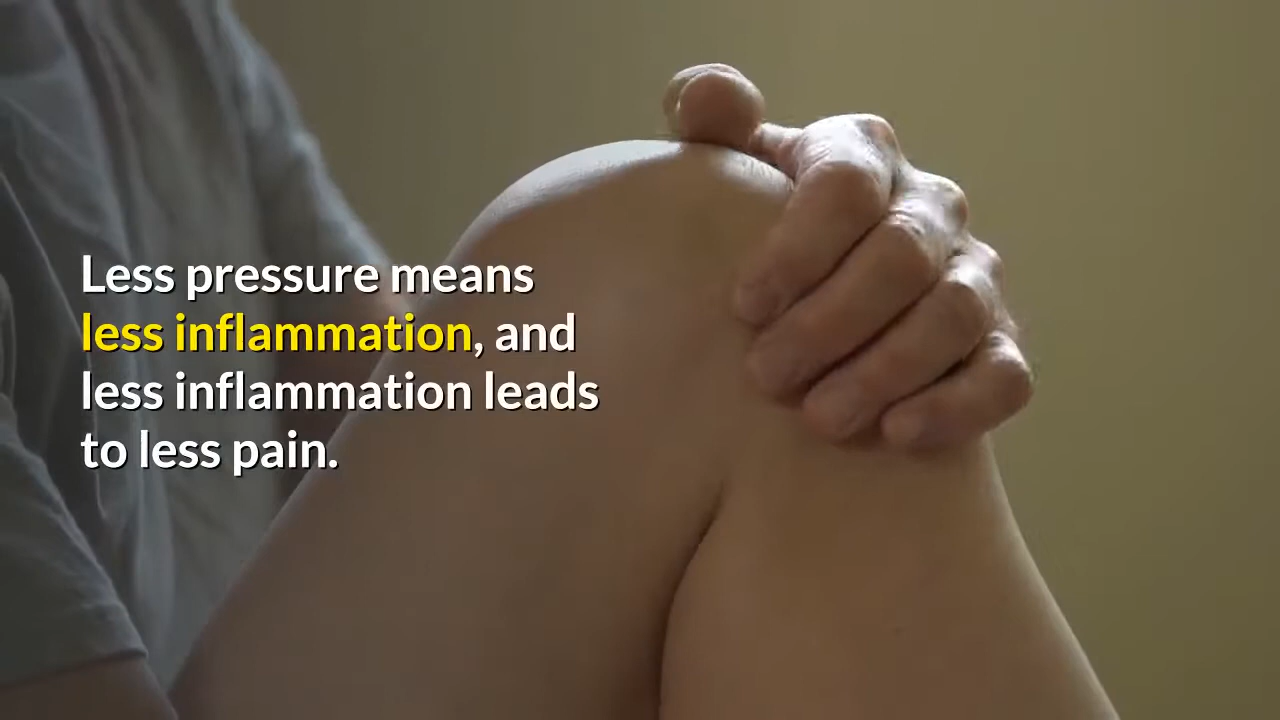 Less pressure means
less inflammation, and
less inflammation leads
to less pain.